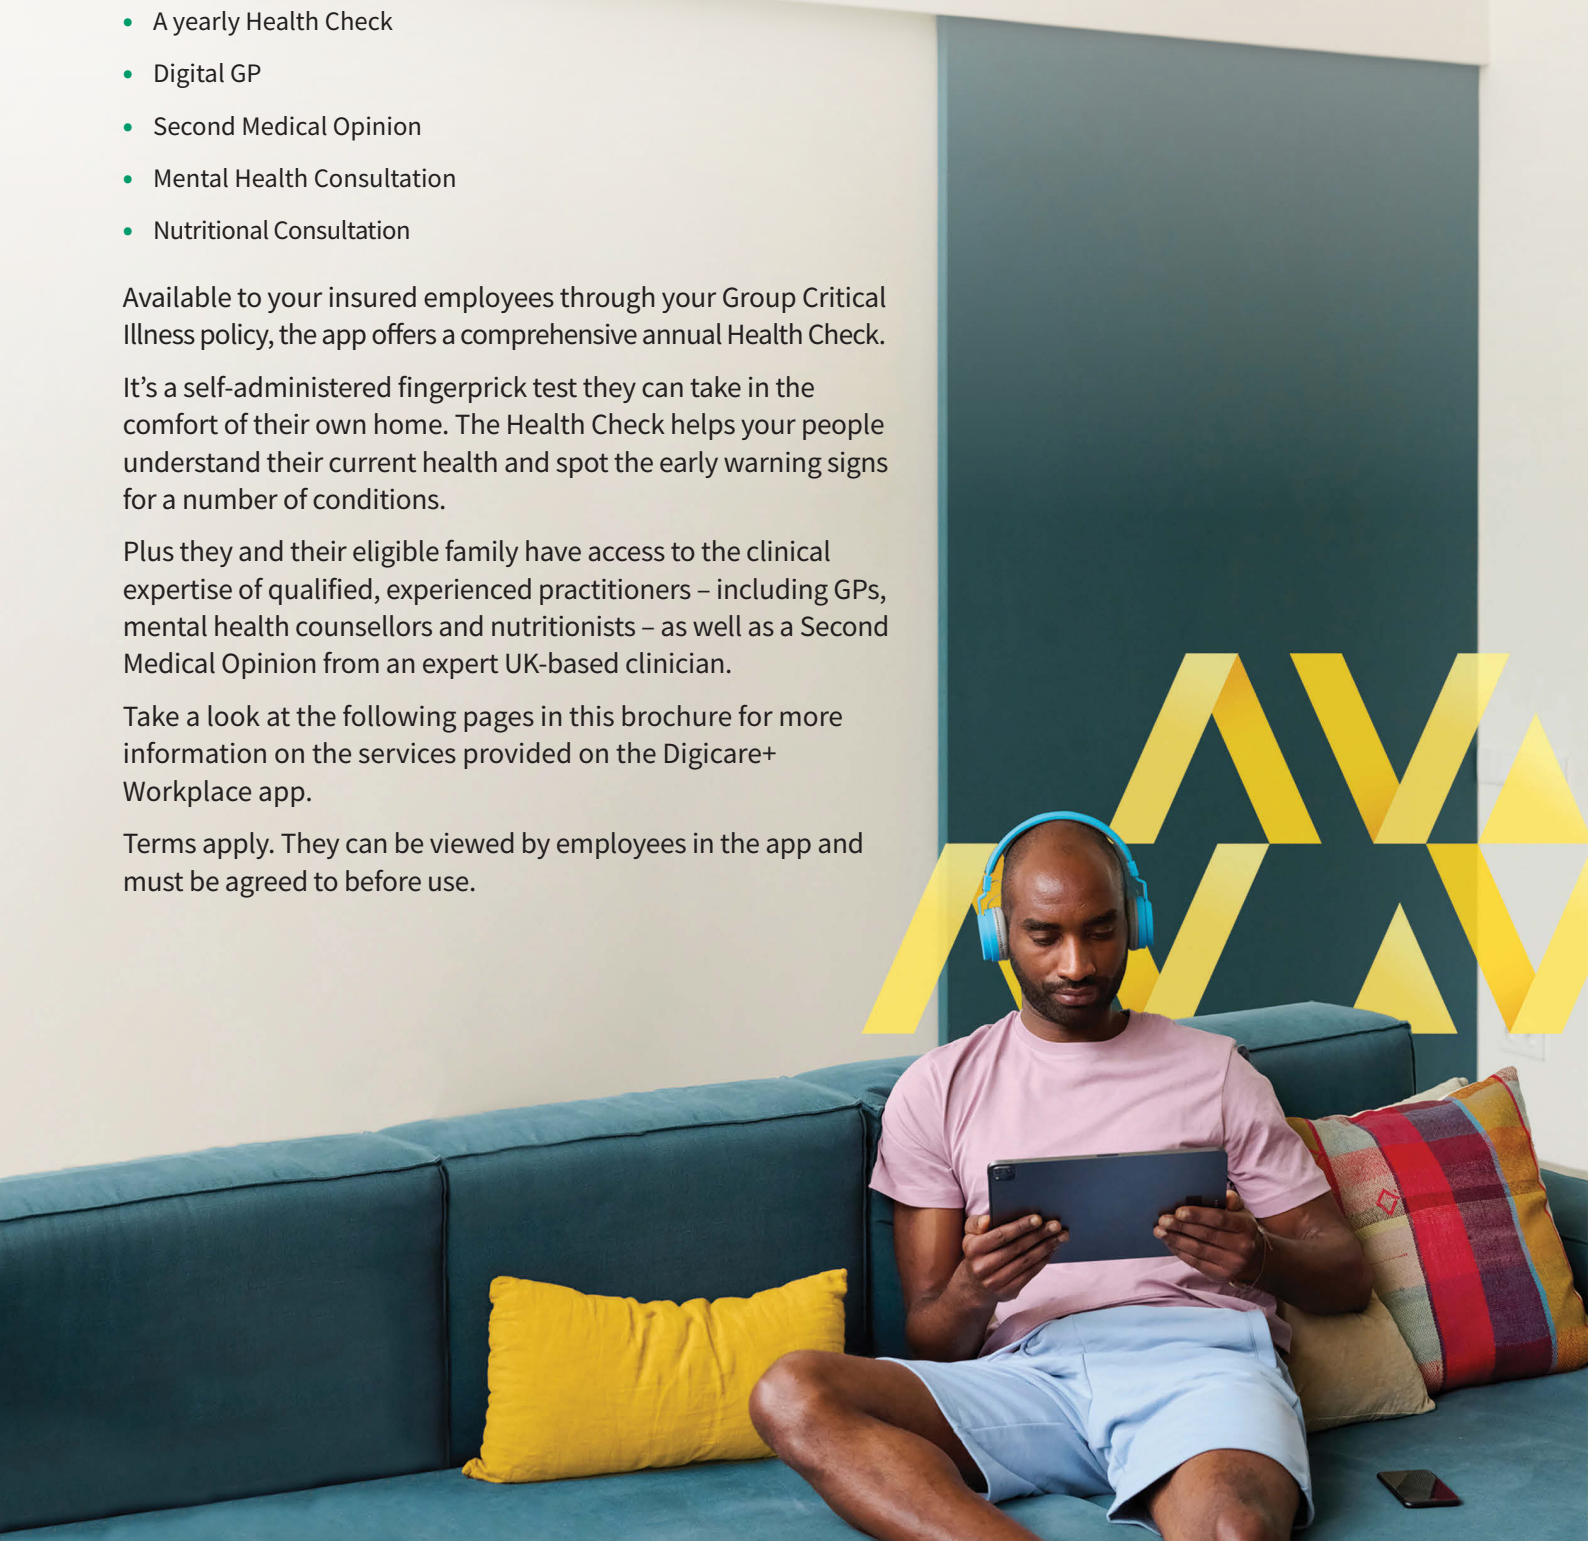 • A yearly Health Check
• Digital GP
• Second Medical Opinion
• Mental Health Consultation
• Nutritional Consultation
Available to your insured employees through your Group Critical
Illness policy, the app offers a comprehensive annual Health Check.
It’s a self-administered fingerprick test they can take in the
comfort of their own home. The Health Check helps your people
understand their current health and spot the early warning signs
for a number of conditions.
Plus they and their eligible family have access to the clinical
expertise of qualified, experienced practitioners – including GPs,
mental health counsellors and nutritionists – as well as a Second
Medical Opinion from an expert UK-based clinician.
Take a look at the following pages in this brochure for more
information on the services provided on the Digicare+
Workplace app.
Terms apply. They can be viewed by employees in the app and
must be agreed to before use.